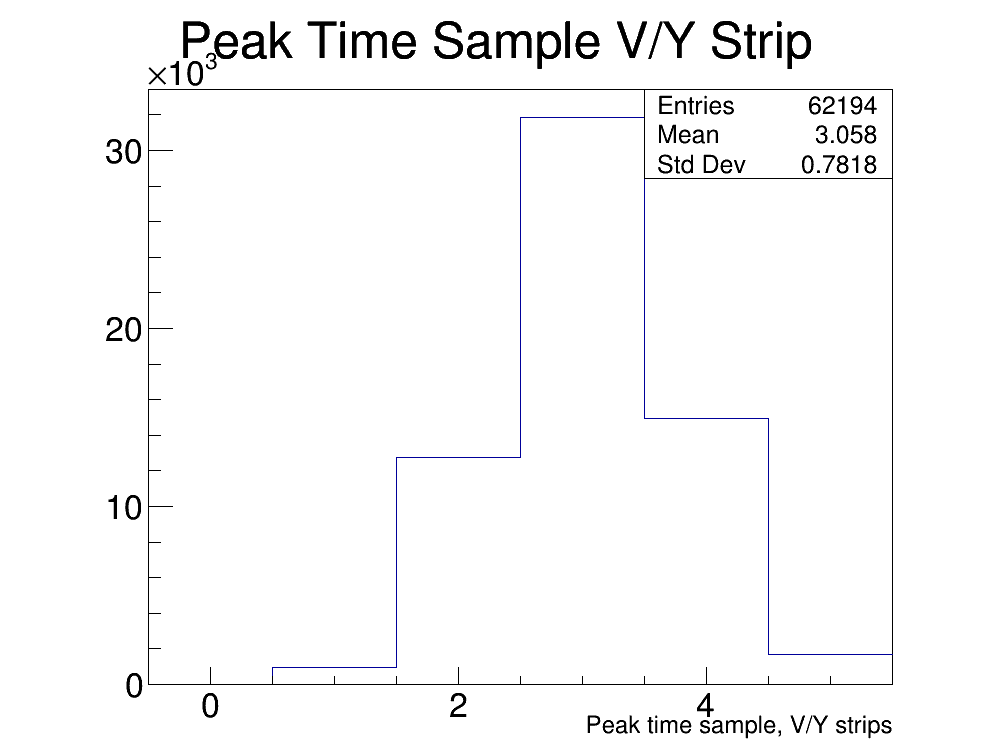 Peak Time Sample V/Y Strip
×10³
Entries 62194
Mean 3.058
Std Dev 0.7818
30
20
10
0
0 2 4
Peak time sample, V/Y strips